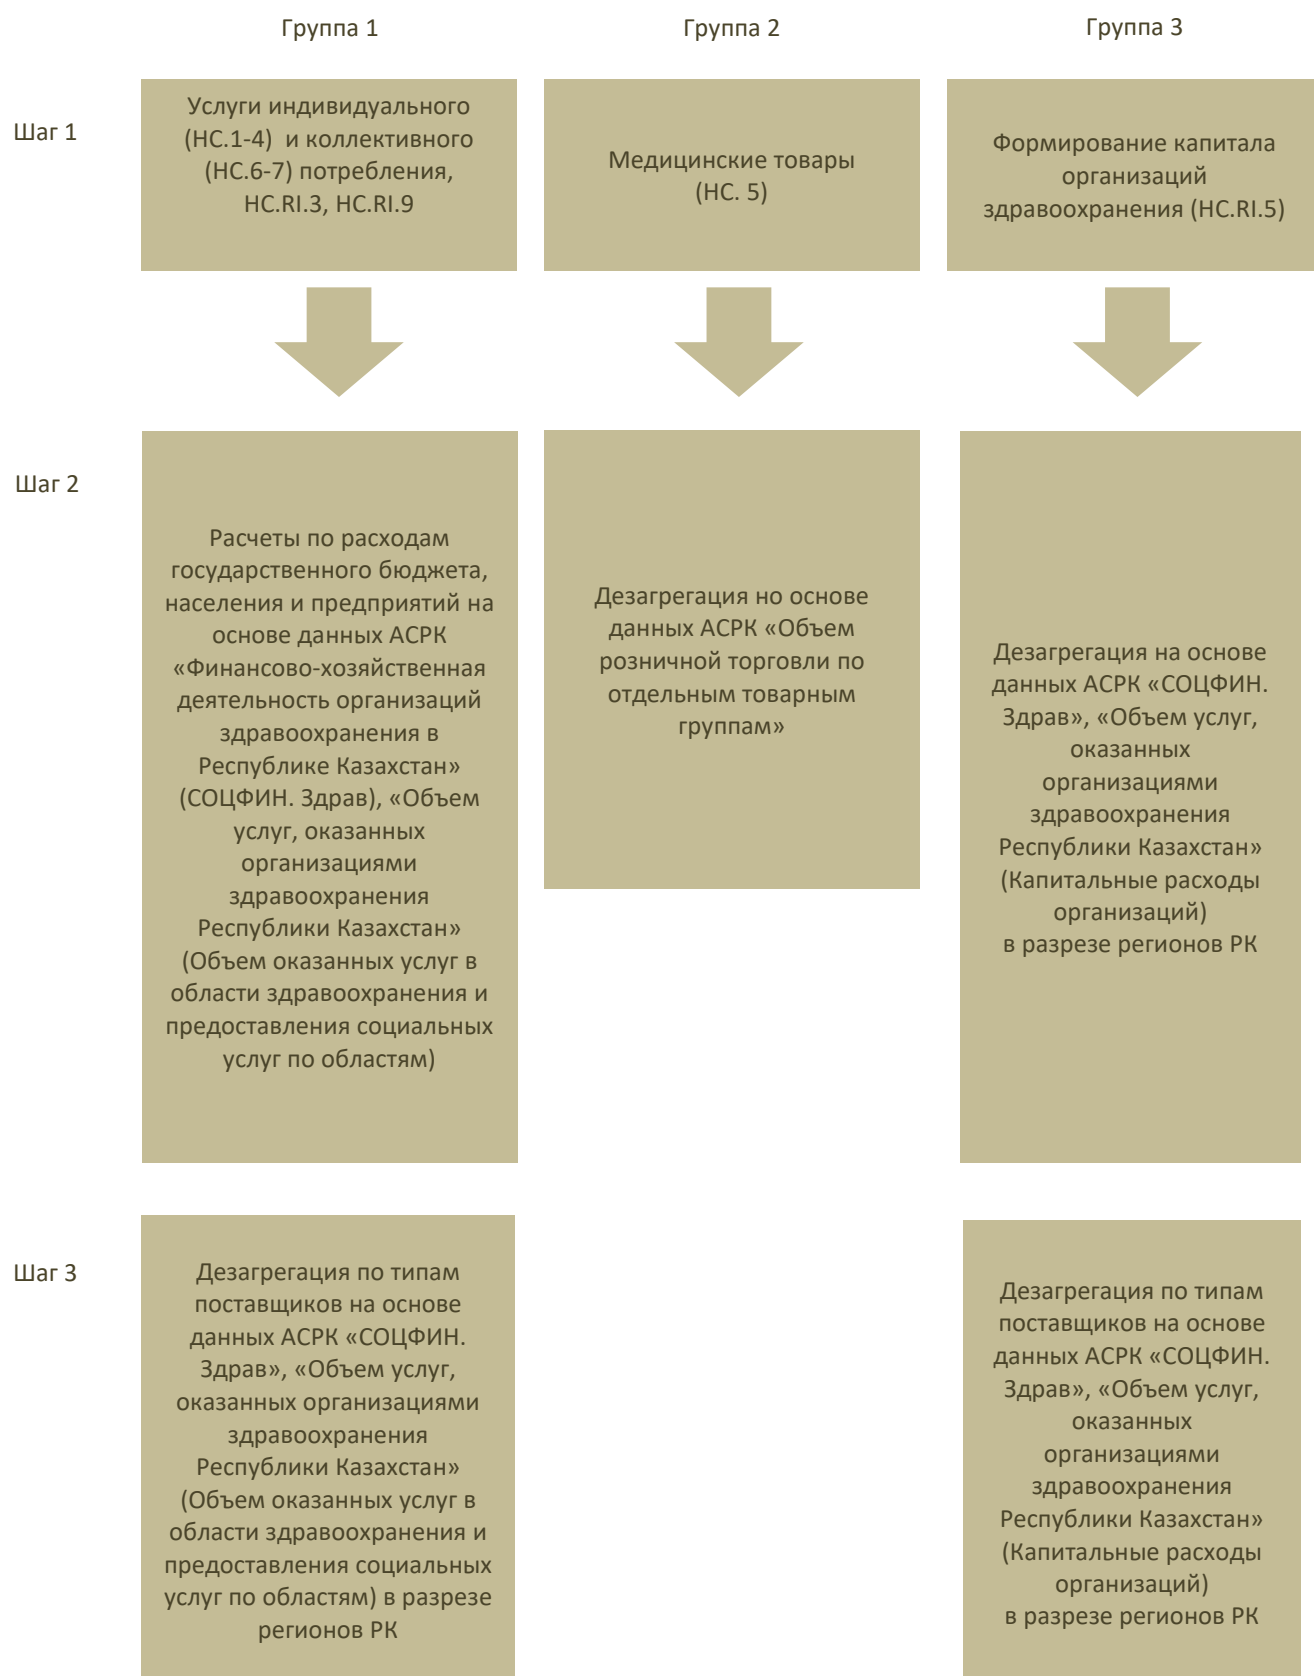 Группа 1
Группа 2
Группа 3
Шаг 1
Услуги индивидуального
(НС.1-4) и коллективного
(НС.6-7) потребления,
HC.RI.3, HC.RI.9
Медицинские товары
(НС. 5)
Формирование капитала
организаций
здравоохранения (HC.RI.5)
Шаг 2
Расчеты по расходам
государственного бюджета,
населения и предприятий на
основе данных АСРК
«Финансово-хозяйственная
деятельность организаций
здравоохранения в
Республике Казахстан»
(СОЦФИН. Здрав), «Объем
услуг, оказанных
организациями
здравоохранения
Республики Казахстан»
(Объем оказанных услуг в
области здравоохранения и
предоставления социальных
услуг по областям)
Дезагрегация но основе
данных АСРК «Объем
розничной торговли по
отдельным товарным
группам»
Дезагрегация на основе
данных АСРК «СОЦФИН.
Здрав», «Объем услуг,
оказанных
организациями
здравоохранения
Республики Казахстан»
(Капитальные расходы
организаций)
в разрезе регионов РК
Шаг 3
Дезагрегация по типам
поставщиков на основе
данных АСРК «СОЦФИН.
Здрав», «Объем услуг,
оказанных организациями
здравоохранения
Республики Казахстан»
(Объем оказанных услуг в
области здравоохранения и
предоставления социальных
услуг по областям) в разрезе
регионов РК
Дезагрегация по типам
поставщиков на основе
данных АСРК «СОЦФИН.
Здрав», «Объем услуг,
оказанных
организациями
здравоохранения
Республики Казахстан»
(Капитальные расходы
организаций)
в разрезе регионов РК